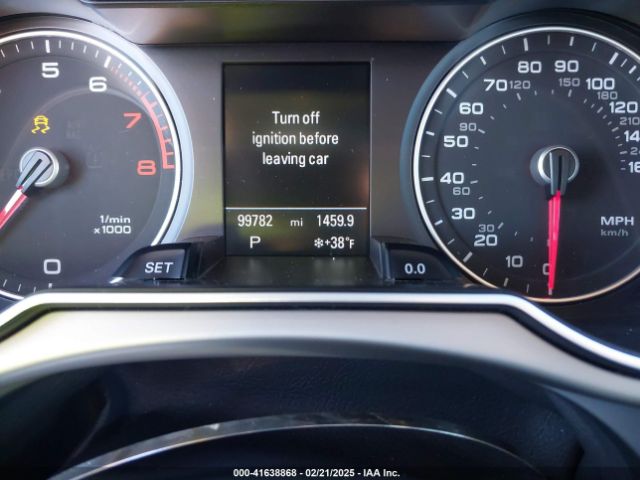 5
6
7
8
1/min
x1000
0
SET
Turn off
ignition before
leaving car
99782 mi 1459.9
P ❄+38°F
0.0
0
10
20
30
40
50
60
70
80
90
100
120
30
60
90
120
150
180
210
MPH
km/h
000-41638868 - 02/21/2025 - IAA Inc.